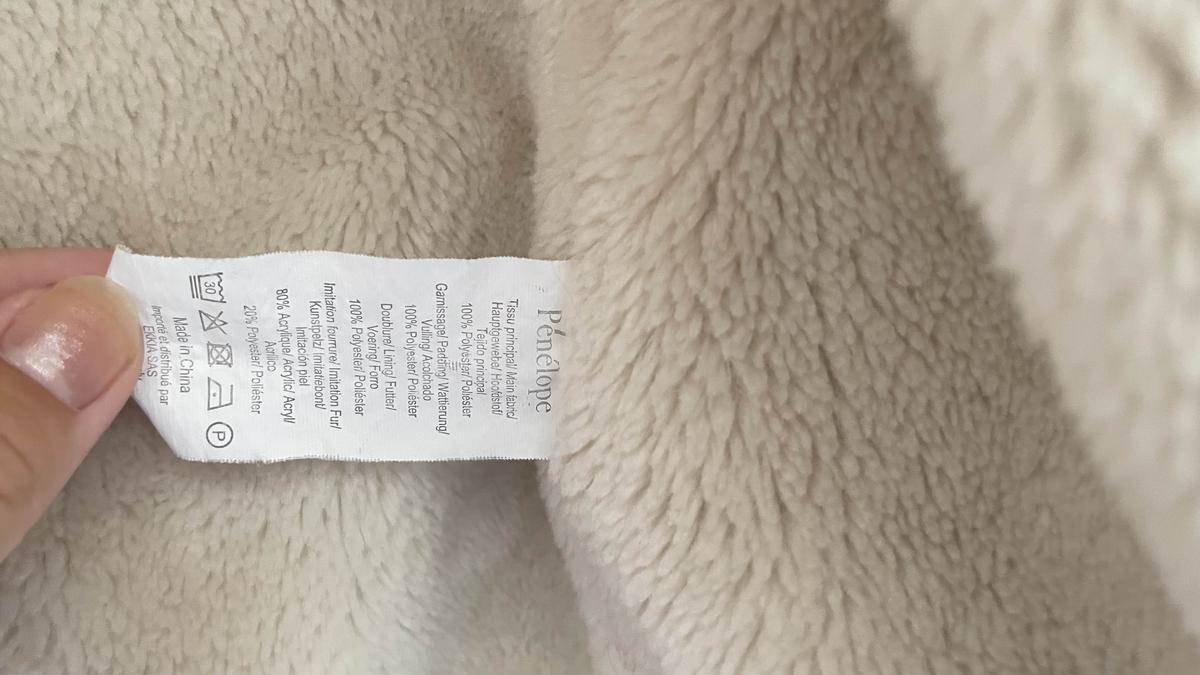 Pénélope
Tissu principal/ Main fabric/
Hauptgewebe/ Hoofdstof/
Tejido principal
100% Polyester/ Poliéster
Garnissage/ Padding/ Wattierung/
Vulling/ Acolchado
100% Polyester/ Poliéster
Doublure/ Lining/ Futter/
Voering/ Forro
100% Polyester/ Poliéster
Imitation fourrure/ Imitation Fur/
Kunstpelz/ Imitatiebont/
Imitación piel
80% Acrylique/ Acrylic/ Acryl/
Acrílico
20% Polyester/ Poliéster
30
P
Made in China
Importé et distribué par
EKKIA SAS